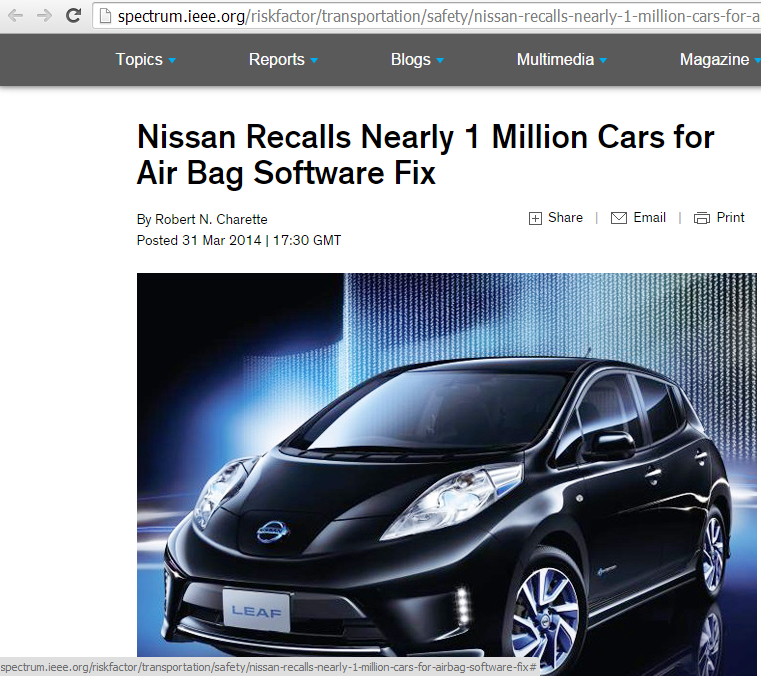 spectrum.ieee.org/riskfactor/transportation/safety/nissan-recalls-nearly-1-million-cars-for-a
Topics Reports Blogs Multimedia Magazine
Nissan Recalls Nearly 1 Million Cars for
Air Bag Software Fix
By Robert N. Charette
Share | Email | Print
Posted 31 Mar 2014 | 17:30 GMT
NISSAN
LEAF
spectrum.ieee.org/riskfactor/transportation/safety/nissan-recalls-nearly-1-million-cars-for-airbag-software-fix#